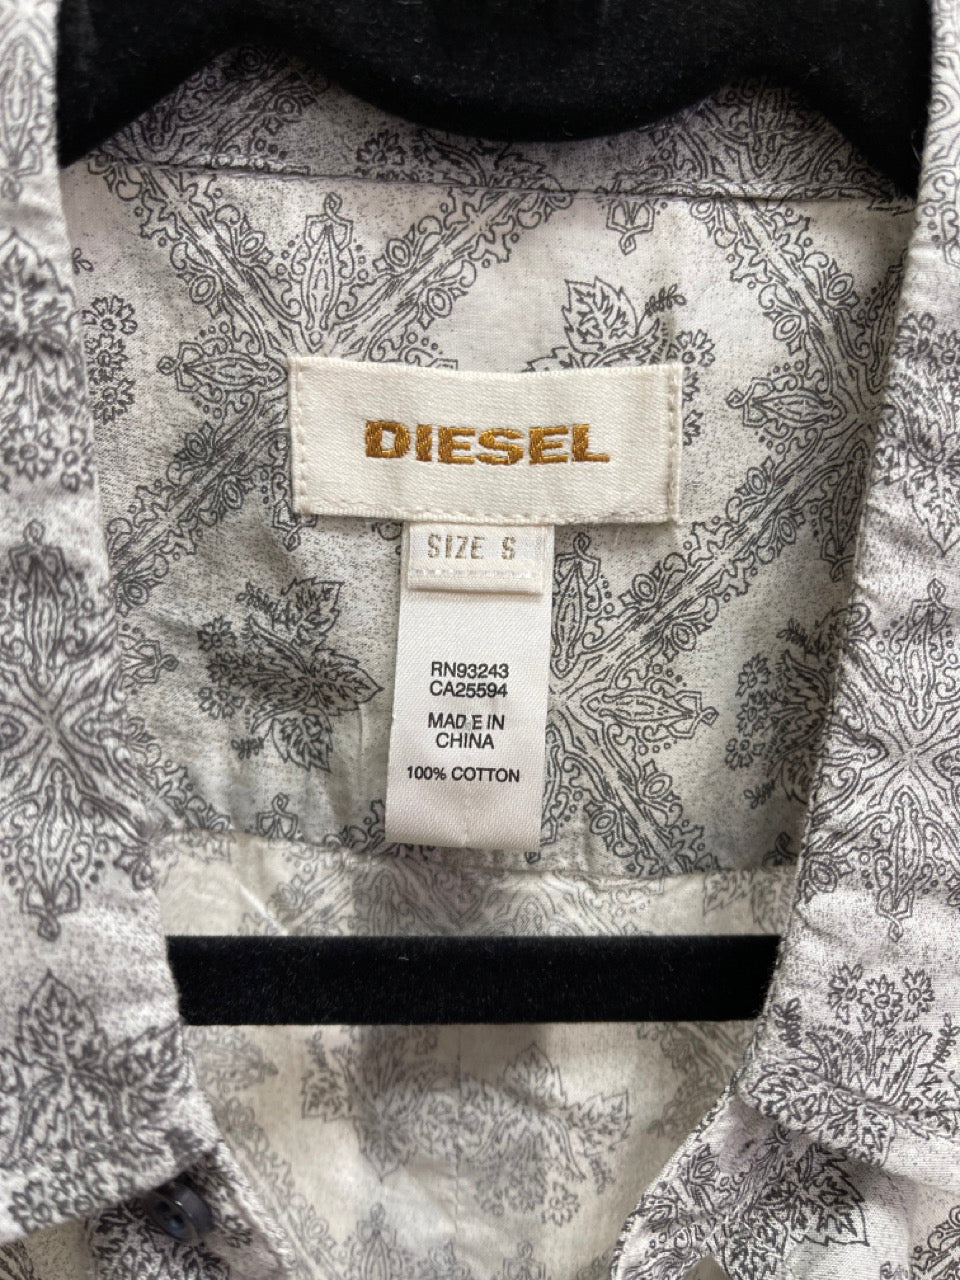 DIESEL
SIZE S
RN93243
CA25594
MADE IN
CHINA
100% COTTON